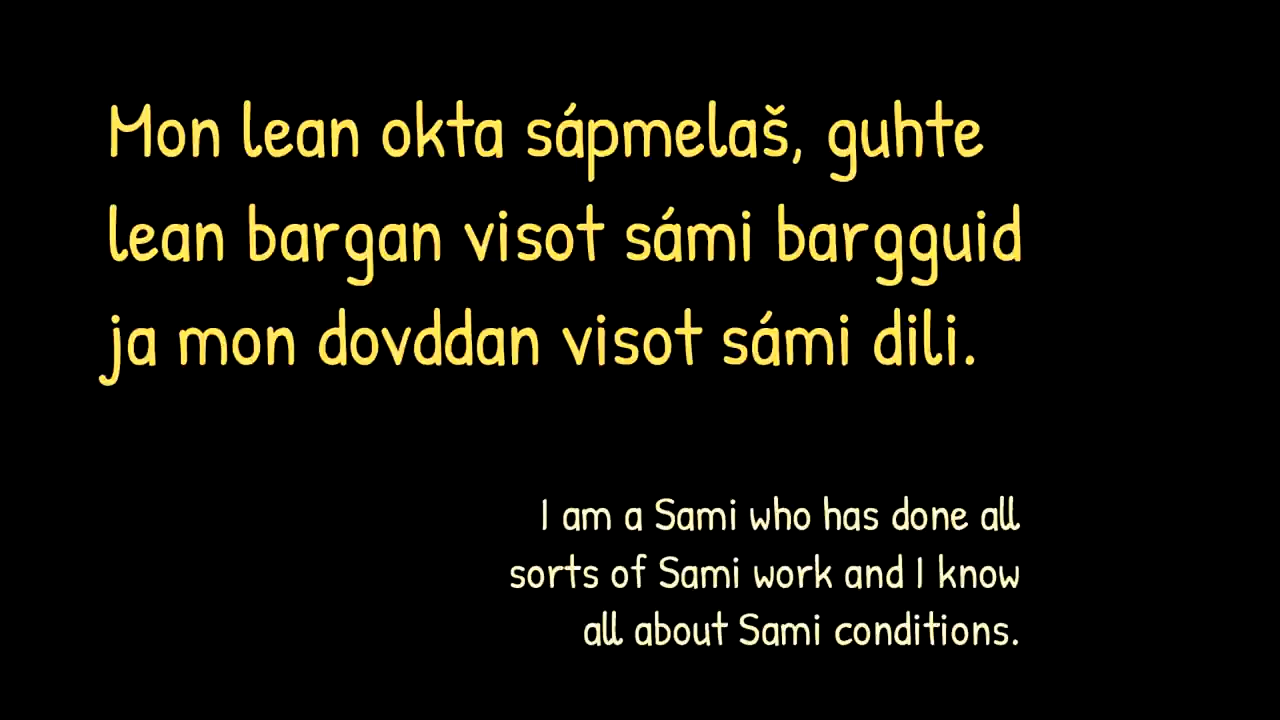 Mon lean okta sápmelaš, guhte
lean bargan visot sámi bargguid
ja mon dovddan visot sámi dili.
I am a Sami who has done all
sorts of Sami work and I know
all about Sami conditions.